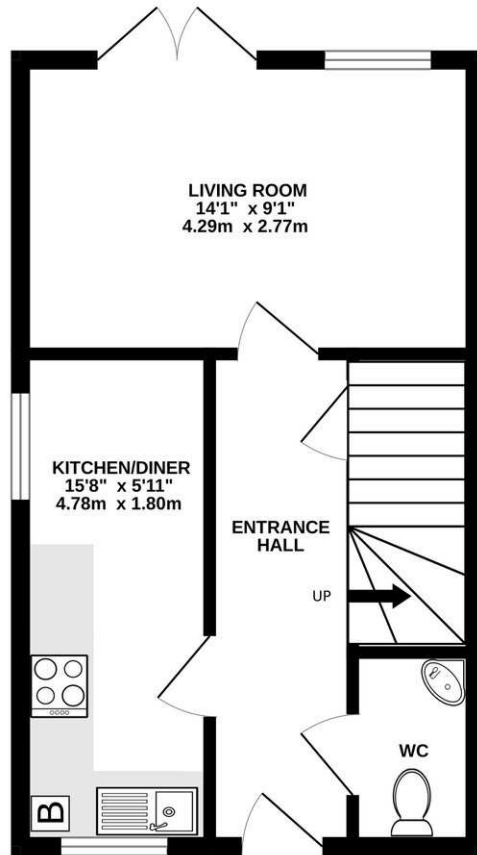 LIVING ROOM
14'1" x 9'1"
4.29m x 2.77m
KITCHEN/DINER
15'8" x 5'11"
4.78m x 1.80m
ENTRANCE
HALL
UP
WC
B